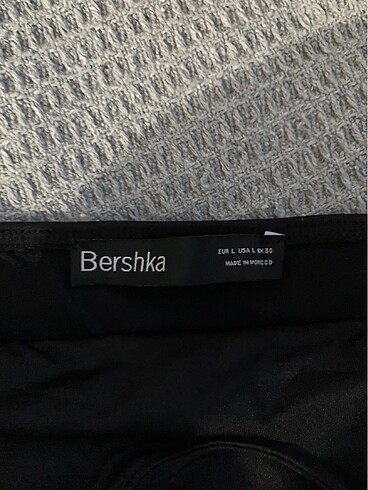 Bershka
EUR L USA L MX 30
MADE IN MOROCCO